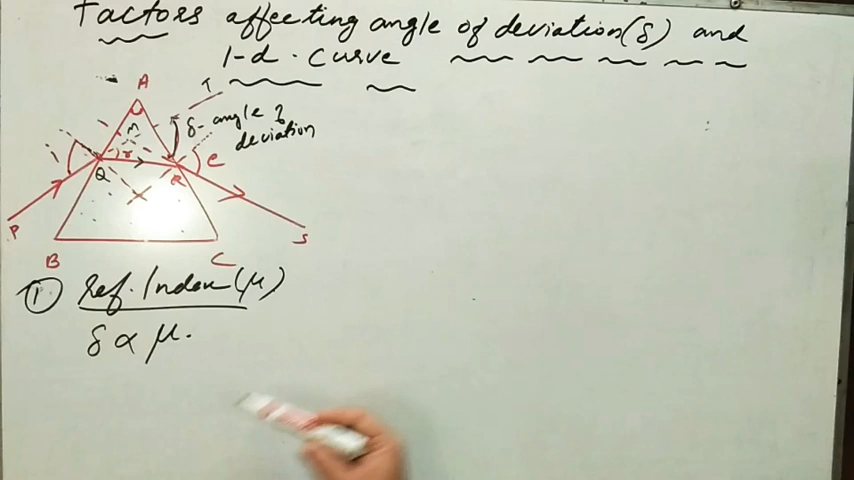 Factors affecting angle of deviation(δ) and
i-d. Curve
A
T
M
δ- angle of
deviation
Q
r
R
e
P
S
B
C
① Ref. Index(μ)
δ ∝ μ.